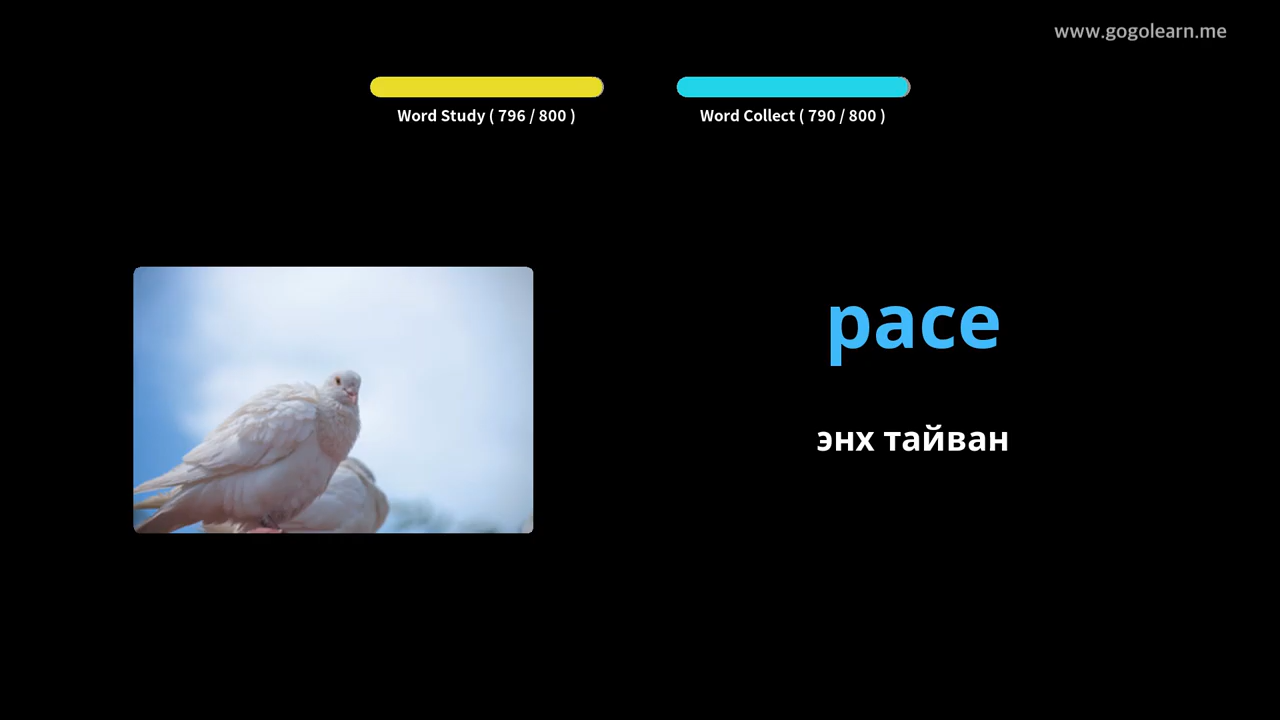 www.gogolearn.me
Word Study ( 796 / 800 )
Word Collect ( 790 / 800 )
pace
энх тайван